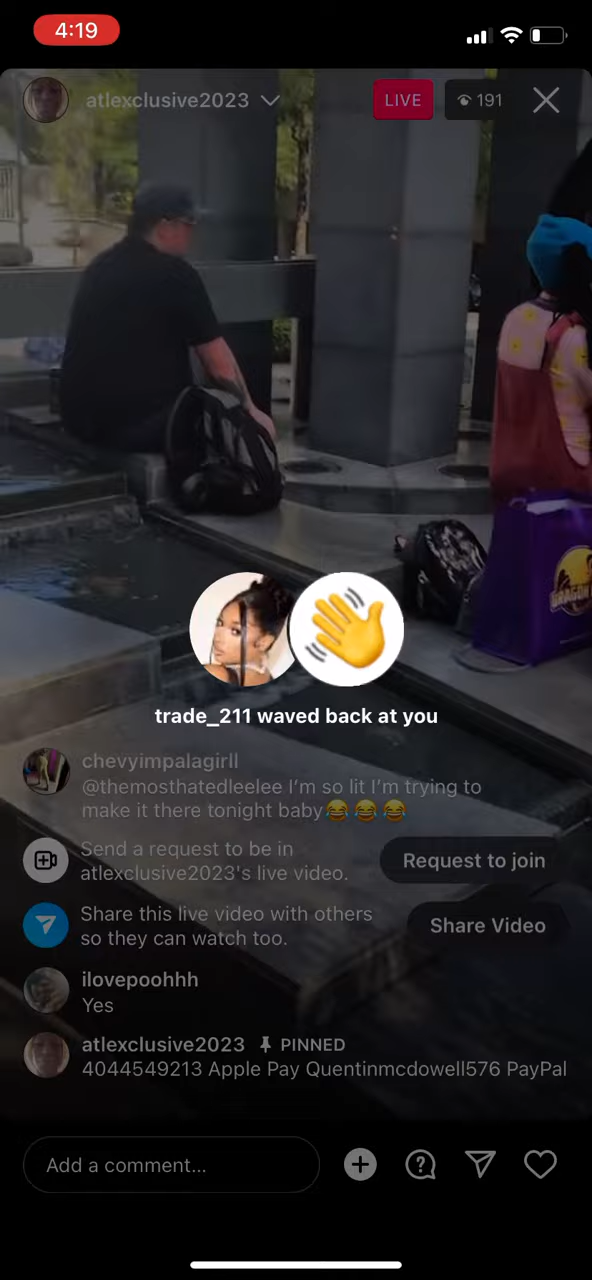 4:19
atlexclusive2023
LIVE
191
DRAGON
trade_211 waved back at you
chevyimpalagirll
@themosthatedleelee I’m so lit I’m trying to
make it there tonight baby😂😂😂
Send a request to be in
atlexclusive2023's live video.
Request to join
Share this live video with others
so they can watch too.
Share Video
ilovepoohhh
Yes
atlexclusive2023 PINNED
4044549213 Apple Pay Quentinmcdowell576 PayPal
Add a comment...